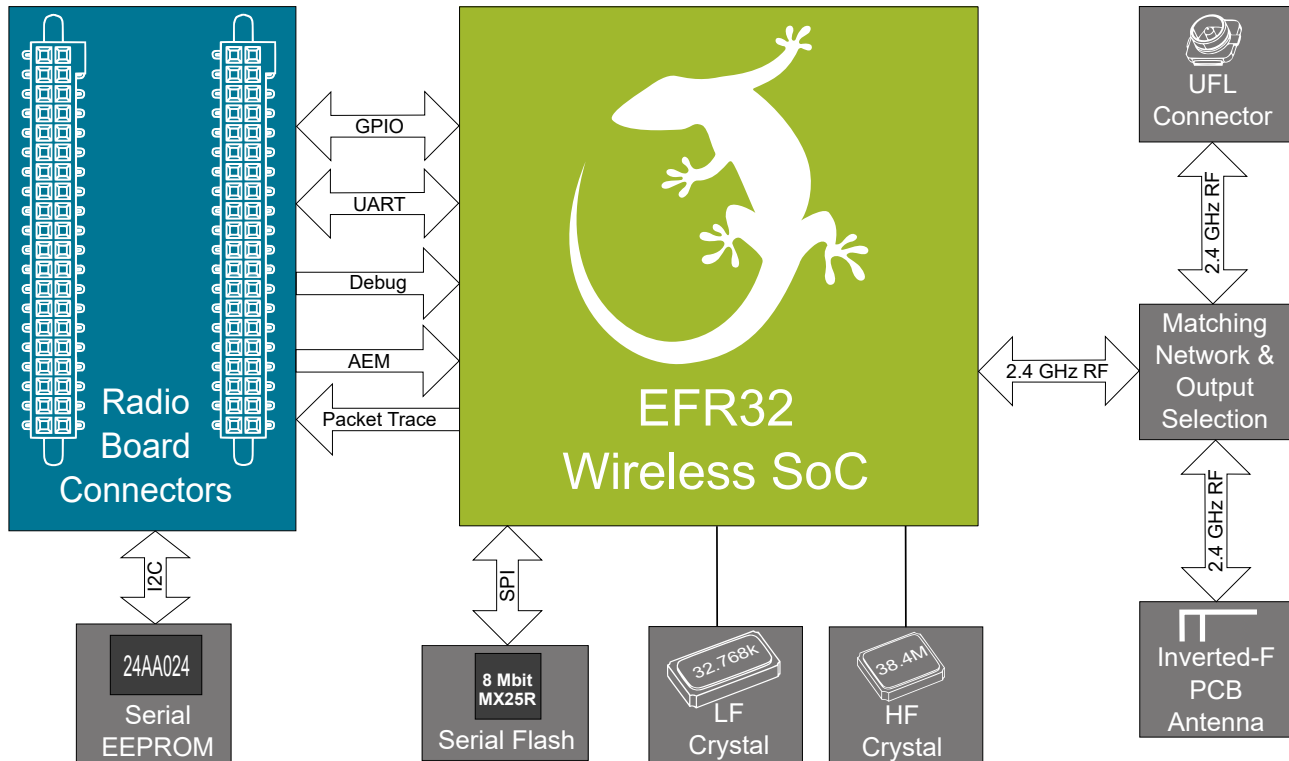 Radio
Board
Connectors
GPIO
UART
Debug
AEM
Packet Trace
EFR32
Wireless SoC
2.4 GHz RF
UFL
Connector
2.4 GHz RF
Matching
Network &
Output
Selection
2.4 GHz RF
Inverted-F
PCB
Antenna
I2C
24AA024
Serial
EEPROM
SPI
8 Mbit
MX25R
Serial Flash
32.768k
LF
Crystal
38.4M
HF
Crystal